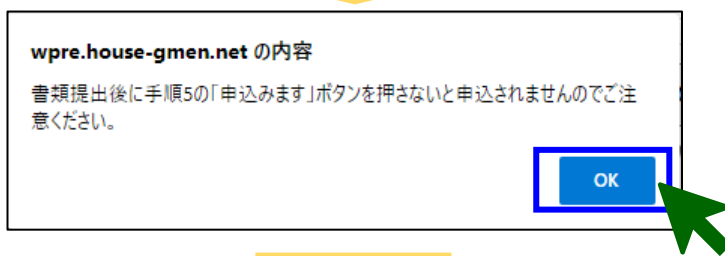 wpre.house-gmen.net の内容
書類提出後に手順5の「申込みます」ボタンを押さないと申込されませんのでご注
意ください。
OK